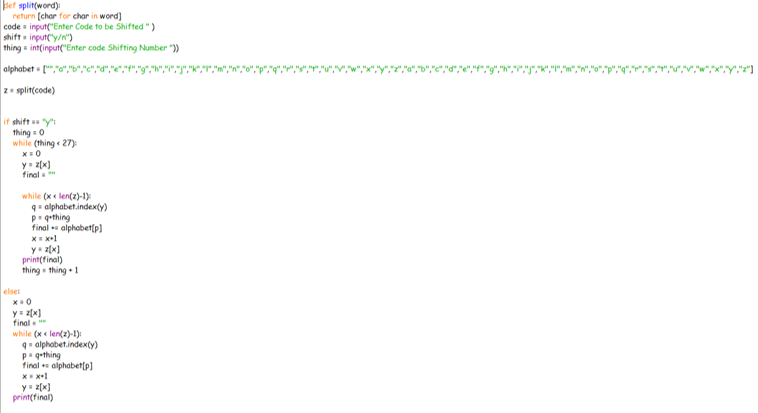 def split(word):
return [char for char in word]
code = input("Enter Code to be Shifted " )
shift = input("y/n")
thing = int(input("Enter code Shifting Number "))
alphabet = ["","a","b","c","d","e","f","g","h","i","j","k","l","m","n","o","p","q","r","s","t","u","v","w","x","y","z","a","b","c","d","e","f","g","h","i","j","k","l","m","n","o","p","q","r","s","t","u","v","w","x","y","z"]
z = split(code)
if shift == "y":
thing = 0
while (thing < 27):
x = 0
y = z[x]
final = ""
while (x < len(z)-1):
q = alphabet.index(y)
p = q+thing
final += alphabet[p]
x = x+1
y = z[x]
print(final)
thing = thing + 1
else:
x = 0
y = z[x]
final = ""
while (x < len(z)-1):
q = alphabet.index(y)
p = q+thing
final += alphabet[p]
x = x+1
y = z[x]
print(final)